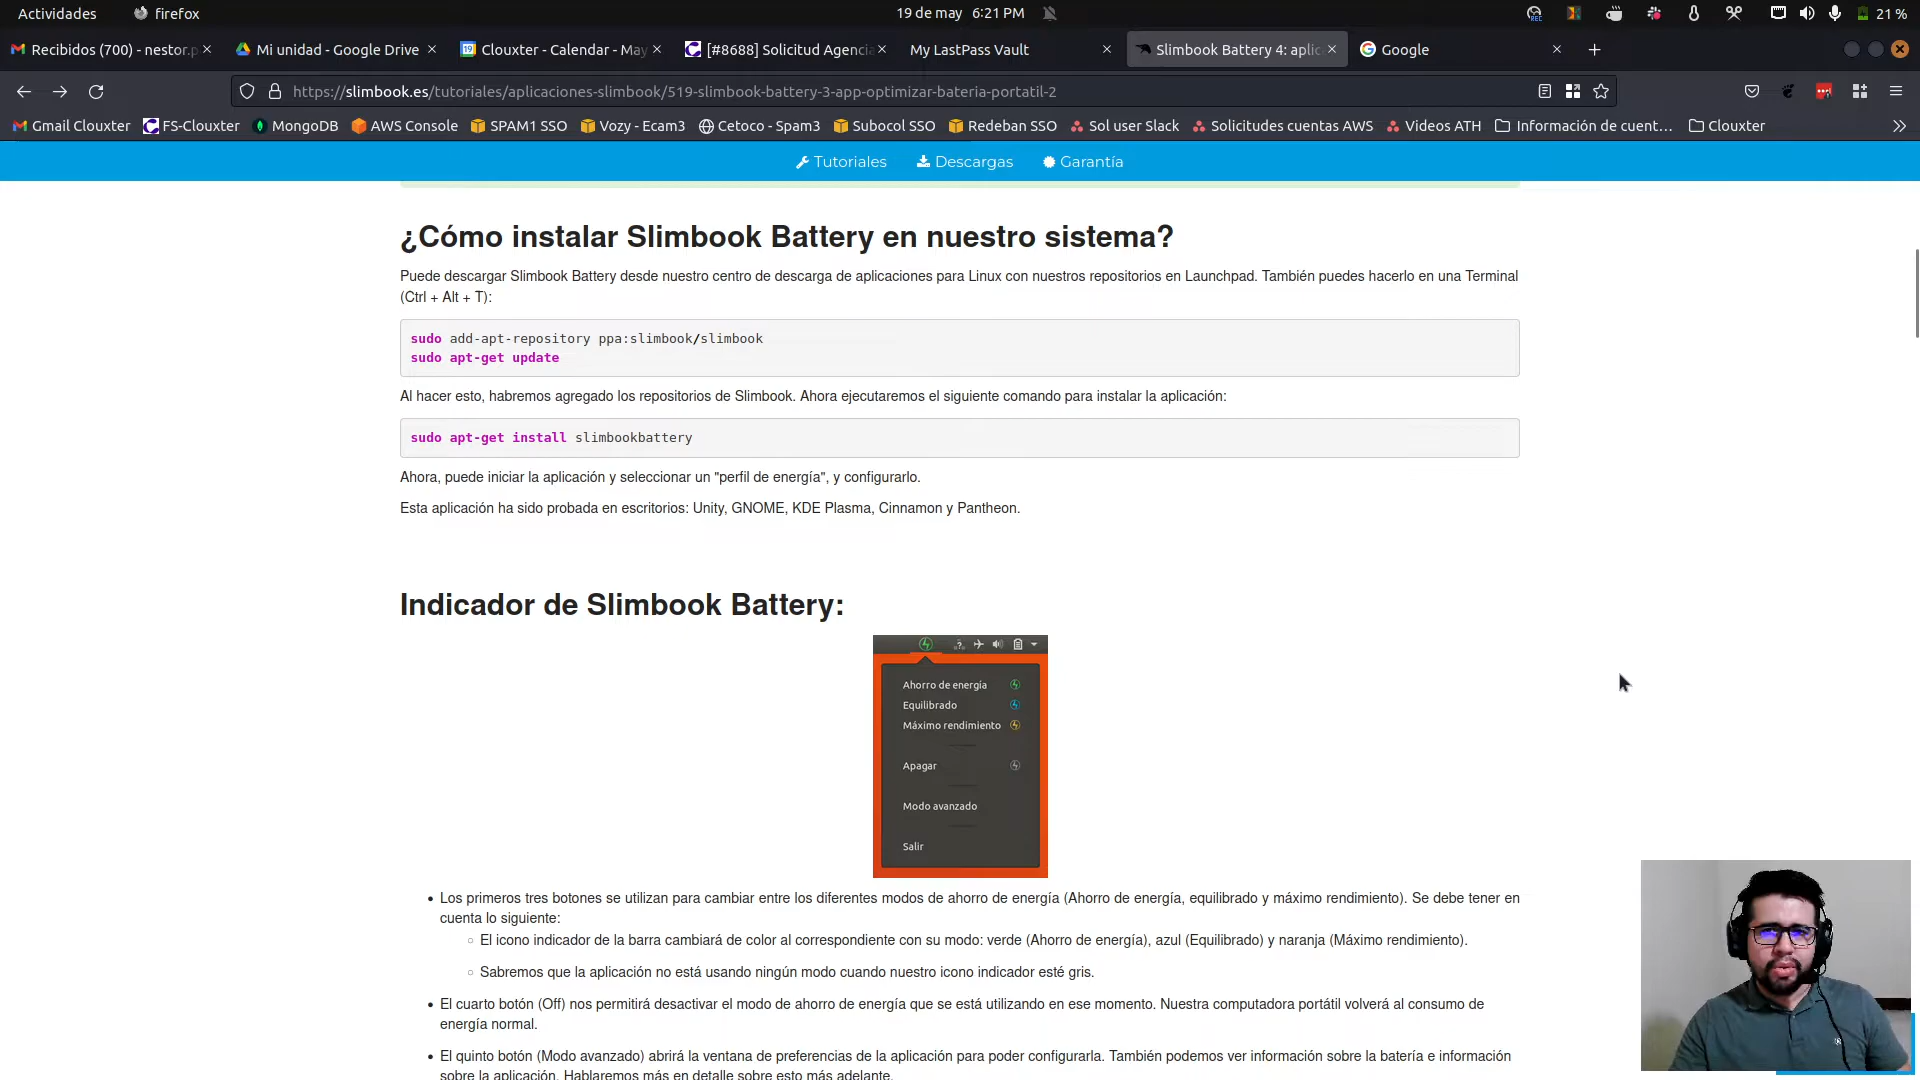 Actividades
firefox
19 de may 6:21 PM
REC
21 %
Recibidos (700) - nestor.p
Mi unidad - Google Drive
Clouxter - Calendar - May
[#8688] Solicitud Agencia
My LastPass Vault
Slimbook Battery 4: aplic
Google
https://slimbook.es/tutoriales/aplicaciones-slimbook/519-slimbook-battery-3-app-optimizar-bateria-portatil-2
Gmail Clouxter
FS-Clouxter
MongoDB
AWS Console
SPAM1 SSO
Vozy - Ecam3
Cetoco - Spam3
Subocol SSO
Redeban SSO
Sol user Slack
Solicitudes cuentas AWS
Videos ATH
Información de cuent…
Clouxter
Tutoriales
Descargas
Garantía
¿Cómo instalar Slimbook Battery en nuestro sistema?
Puede descargar Slimbook Battery desde nuestro centro de descarga de aplicaciones para Linux con nuestros repositorios en Launchpad. También puedes hacerlo en una Terminal
(Ctrl + Alt + T):
sudo add-apt-repository ppa:slimbook/slimbook
sudo apt-get update
Al hacer esto, habremos agregado los repositorios de Slimbook. Ahora ejecutaremos el siguiente comando para instalar la aplicación:
sudo apt-get install slimbookbattery
Ahora, puede iniciar la aplicación y seleccionar un "perfil de energía", y configurarlo.
Esta aplicación ha sido probada en escritorios: Unity, GNOME, KDE Plasma, Cinnamon y Pantheon.
Indicador de Slimbook Battery:
Ahorro de energía
Equilibrado
Máximo rendimiento
Apagar
Modo avanzado
Salir
Los primeros tres botones se utilizan para cambiar entre los diferentes modos de ahorro de energía (Ahorro de energía, equilibrado y máximo rendimiento). Se debe tener en
cuenta lo siguiente:
El icono indicador de la barra cambiará de color al correspondiente con su modo: verde (Ahorro de energía), azul (Equilibrado) y naranja (Máximo rendimiento).
Sabremos que la aplicación no está usando ningún modo cuando nuestro icono indicador esté gris.
El cuarto botón (Off) nos permitirá desactivar el modo de ahorro de energía que se está utilizando en ese momento. Nuestra computadora portátil volverá al consumo de
energía normal.
El quinto botón (Modo avanzado) abrirá la ventana de preferencias de la aplicación para poder configurarla. También podemos ver información sobre la batería e información
sobre la aplicación. Hablaremos más en detalle sobre esto más adelante.